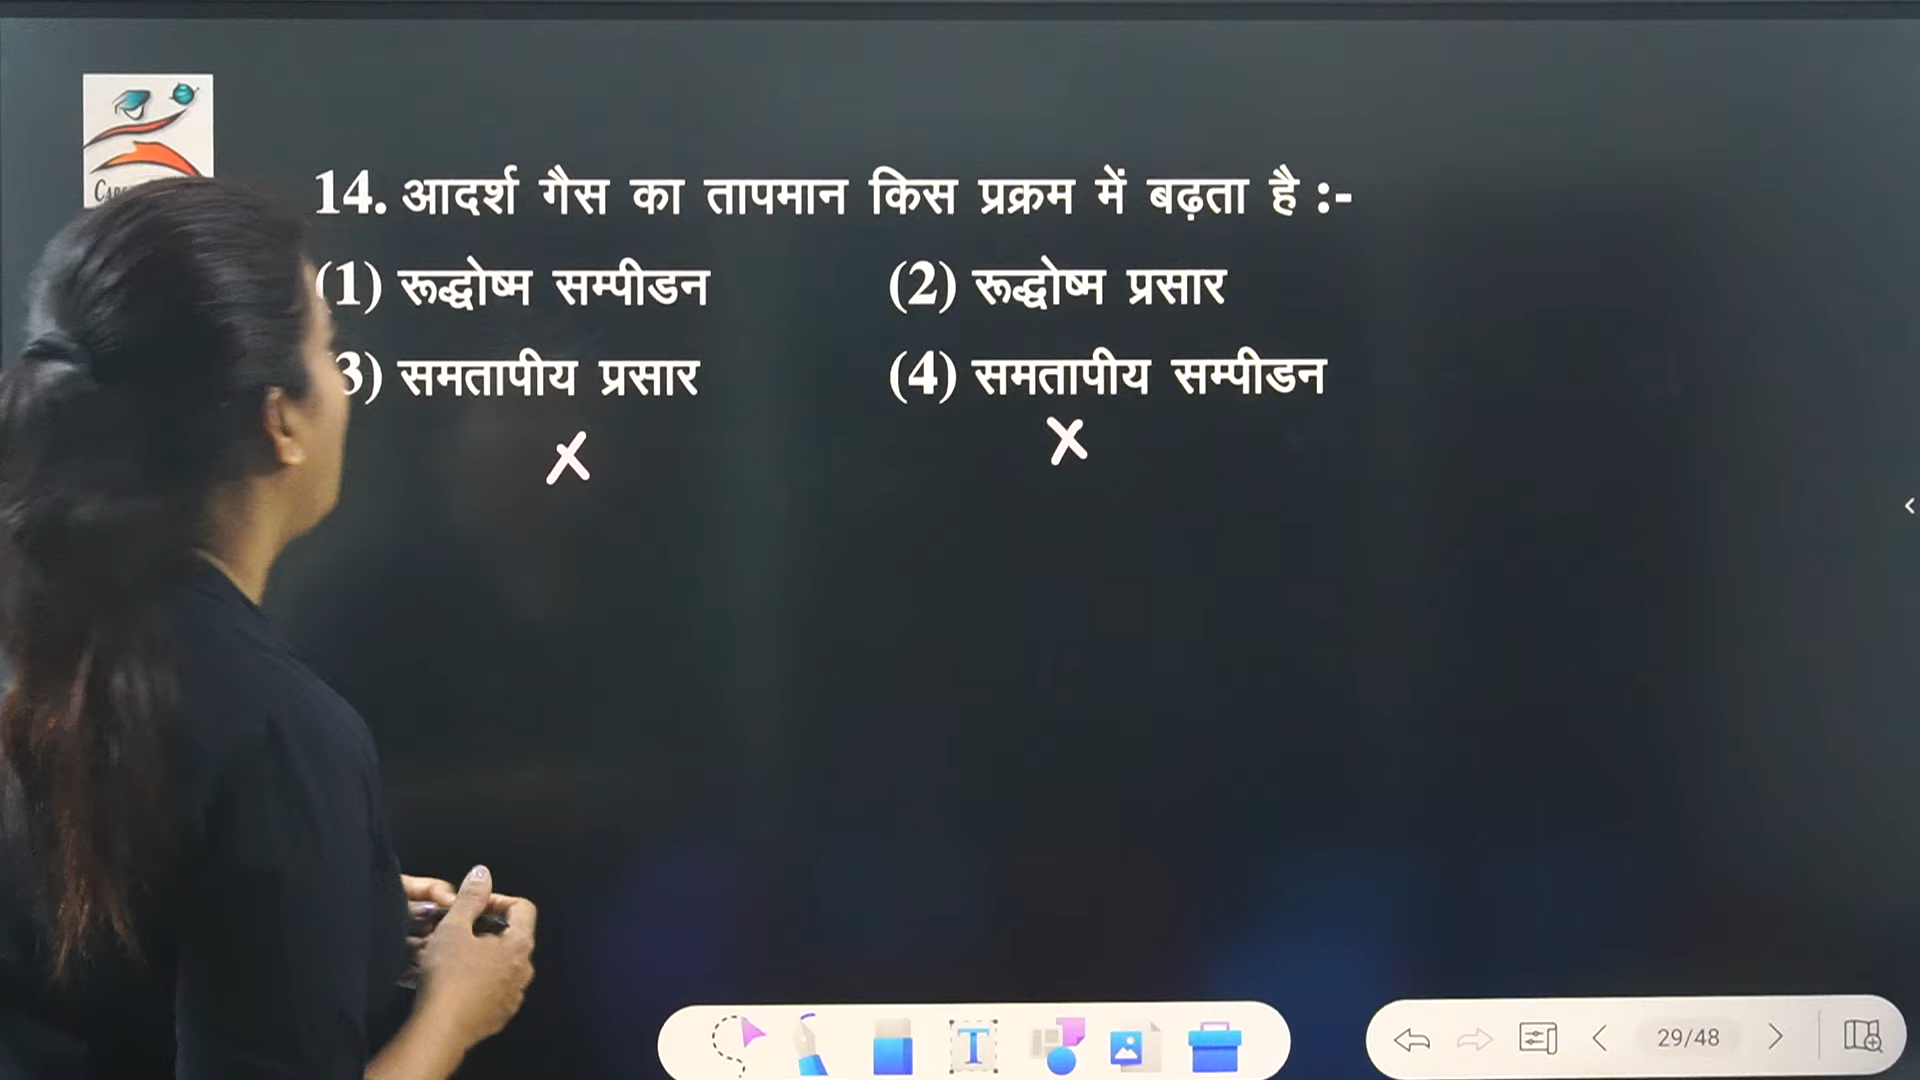 14. आदर्श गैस का तापमान किस प्रक्रम में बढ़ता है :-
(1) रूद्धोष्म सम्पीडन (2) रूद्धोष्म प्रसार
3) समतापीय प्रसार (4) समतापीय सम्पीडन
x x
29/48